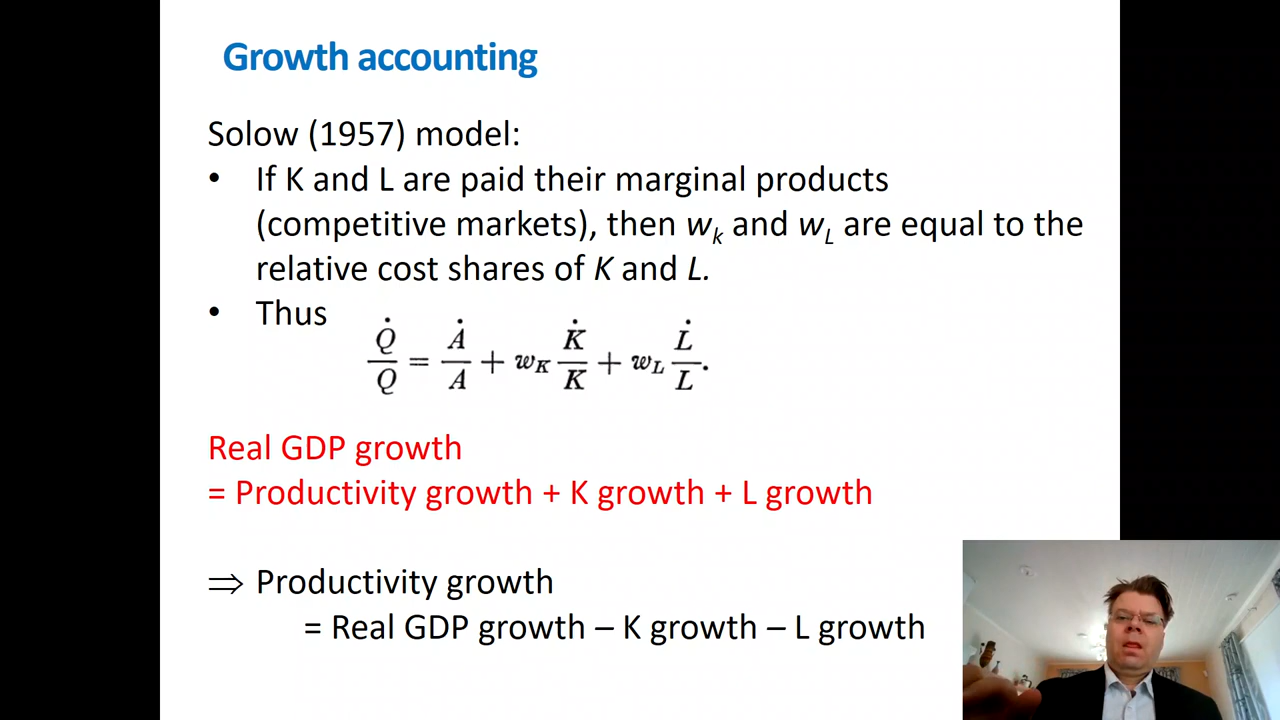 Growth accounting
Solow (1957) model:
• If K and L are paid their marginal products
(competitive markets), then w_k and w_L are equal to the
relative cost shares of K and L.
• Thus
Q̇/Q = Ȧ/A + w_K K̇/K + w_L L̇/L.
Real GDP growth
= Productivity growth + K growth + L growth
⇒ Productivity growth
= Real GDP growth – K growth – L growth